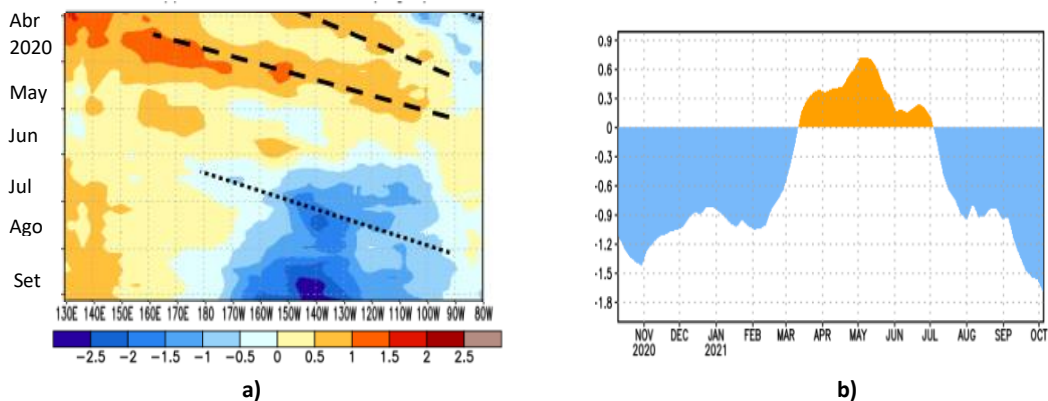 Abr
2020
May
Jun
Jul
Ago
Set
130E 140E 150E 160E 170E 180 170W 160W 150W 140W 130W 120W 110W 100W 90W 80W
-2.5 -2 -1.5 -1 -0.5 0 0.5 1 1.5 2 2.5
a)
0.9
0.6
0.3
0
-0.3
-0.6
-0.9
-1.2
-1.5
-1.8
NOV DEC JAN FEB MAR APR MAY JUN JUL AUG SEP OCT
2020 2021
b)